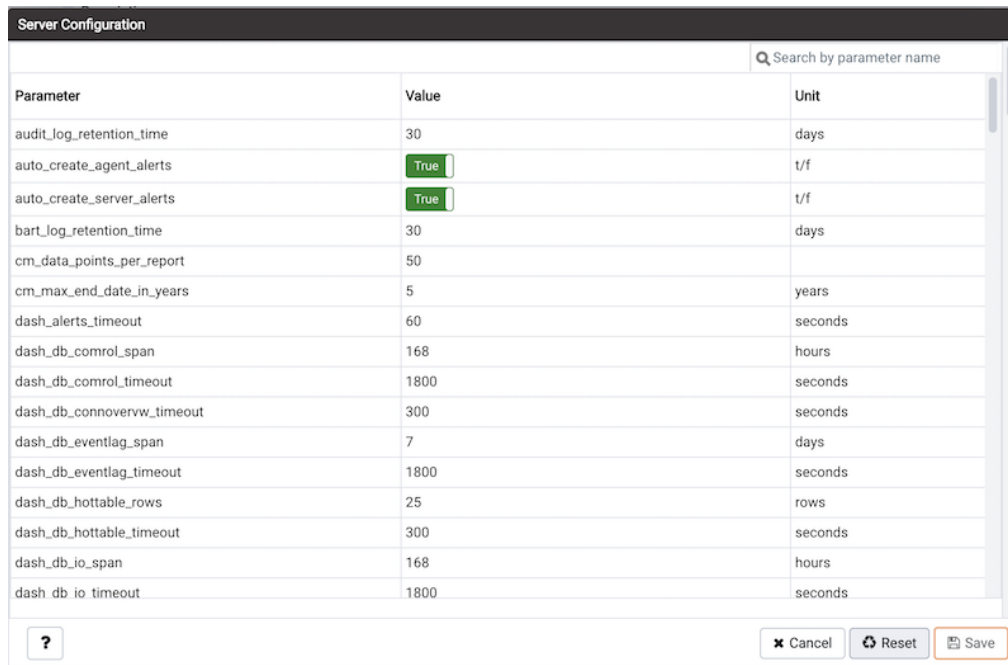 Server Configuration
Search by parameter name
Parameter Value Unit
audit_log_retention_time 30 days
auto_create_agent_alerts True t/f
auto_create_server_alerts True t/f
bart_log_retention_time 30 days
cm_data_points_per_report 50
cm_max_end_date_in_years 5 years
dash_alerts_timeout 60 seconds
dash_db_comrol_span 168 hours
dash_db_comrol_timeout 1800 seconds
dash_db_connovervw_timeout 300 seconds
dash_db_eventlag_span 7 days
dash_db_eventlag_timeout 1800 seconds
dash_db_hottable_rows 25 rows
dash_db_hottable_timeout 300 seconds
dash_db_io_span 168 hours
dash_db_io_timeout 1800 seconds
? Cancel Reset Save